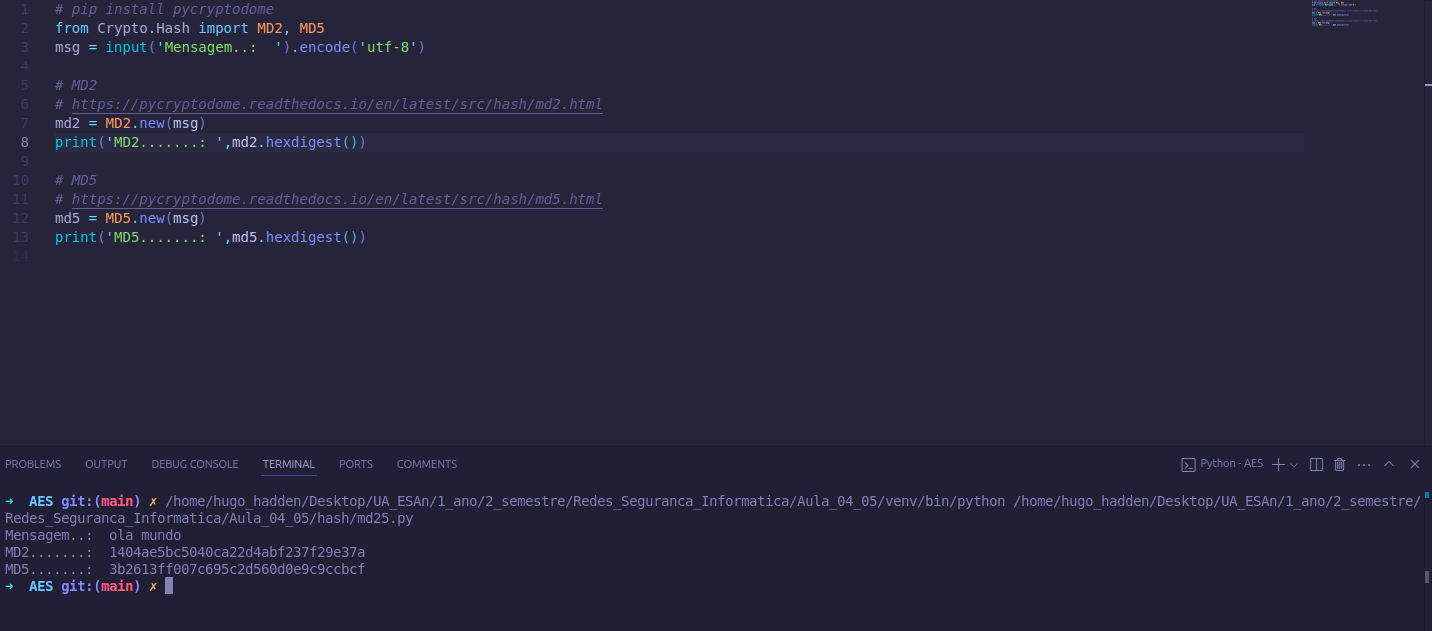 1 # pip install pycryptodome
2 from Crypto.Hash import MD2, MD5
3 msg = input('Mensagem..:  ').encode('utf-8')
4
5 # MD2
6 # https://pycryptodome.readthedocs.io/en/latest/src/hash/md2.html
7 md2 = MD2.new(msg)
8 print('MD2.......: ',md2.hexdigest())
9
10 # MD5
11 # https://pycryptodome.readthedocs.io/en/latest/src/hash/md5.html
12 md5 = MD5.new(msg)
13 print('MD5.......: ',md5.hexdigest())
14
PROBLEMS OUTPUT DEBUG CONSOLE TERMINAL PORTS COMMENTS Python - AES
➜  AES git:(main) ✗ /home/hugo_hadden/Desktop/UA_ESAn/1_ano/2_semestre/Redes_Seguranca_Informatica/Aula_04_05/venv/bin/python /home/hugo_hadden/Desktop/UA_ESAn/1_ano/2_semestre/
Redes_Seguranca_Informatica/Aula_04_05/hash/md25.py
Mensagem..:  ola mundo
MD2.......:  1404ae5bc5040ca22d4abf237f29e37a
MD5.......:  3b2613ff007c695c2d560d0e9c9ccbcf
➜  AES git:(main) ✗